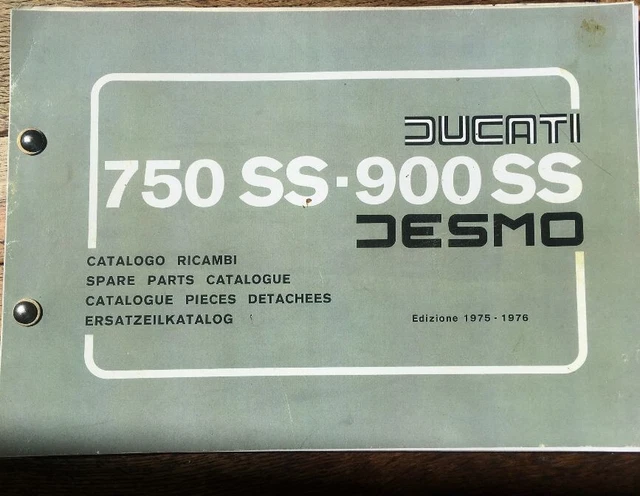 DUCATI
750 SS·900 SS
DESMO
CATALOGO RICAMBI
SPARE PARTS CATALOGUE
CATALOGUE PIECES DETACHEES
ERSATZEILKATALOG
Edizione 1975 - 1976